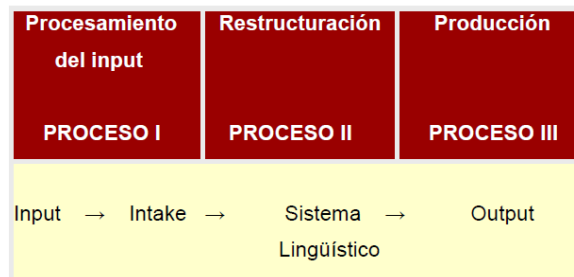 Procesamiento Restructuración Producción
del input
PROCESO I PROCESO II PROCESO III
Input → Intake → Sistema → Output
Lingüístico